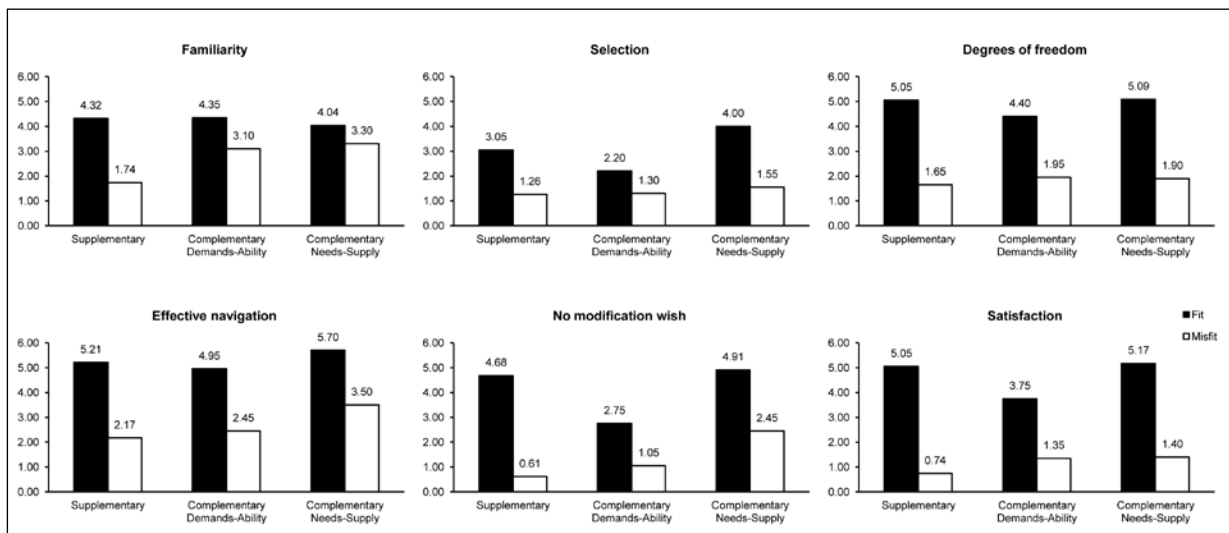 Familiarity
6.00
5.00
4.00
3.00
2.00
1.00
0.00
4.32
1.74
4.35
3.10
4.04
3.30
Supplementary
Complementary
Demands-Ability
Complementary
Needs-Supply
Selection
6.00
5.00
4.00
3.00
2.00
1.00
0.00
3.05
1.26
2.20
1.30
4.00
1.55
Supplementary
Complementary
Demands-Ability
Complementary
Needs-Supply
Degrees of freedom
6.00
5.00
4.00
3.00
2.00
1.00
0.00
5.05
1.65
4.40
1.95
5.09
1.90
Supplementary
Complementary
Demands-Ability
Complementary
Needs-Supply
Effective navigation
6.00
5.00
4.00
3.00
2.00
1.00
0.00
5.21
2.17
4.95
2.45
5.70
3.50
Supplementary
Complementary
Demands-Ability
Complementary
Needs-Supply
No modification wish
6.00
5.00
4.00
3.00
2.00
1.00
0.00
4.68
0.61
2.75
1.05
4.91
2.45
Supplementary
Complementary
Demands-Ability
Complementary
Needs-Supply
Satisfaction
6.00
5.00
4.00
3.00
2.00
1.00
0.00
5.05
0.74
3.75
1.35
5.17
1.40
Supplementary
Complementary
Demands-Ability
Complementary
Needs-Supply
Fit
Misfit